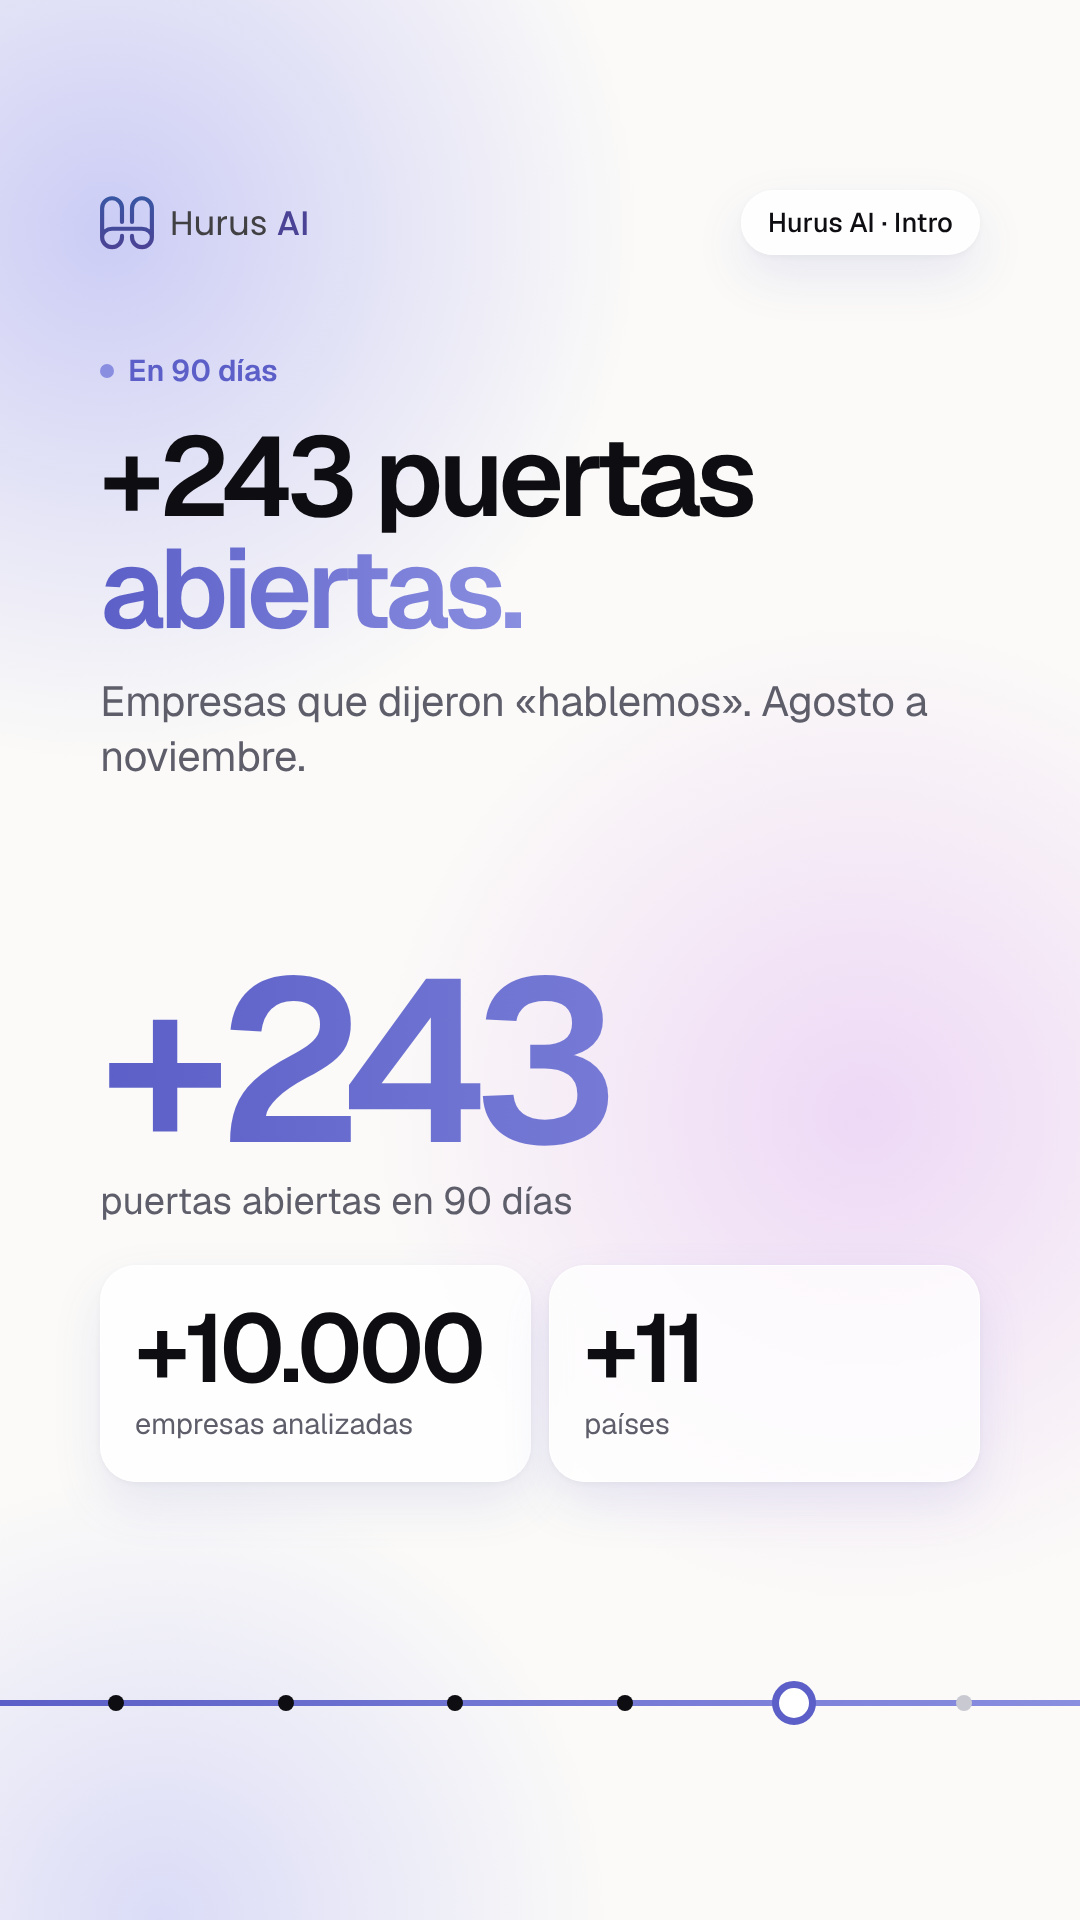 Hurus AI
Hurus AI · Intro
En 90 días
+243 puertas
abiertas.
Empresas que dijeron «hablemos». Agosto a
noviembre.
+243
puertas abiertas en 90 días
+10.000
empresas analizadas
+11
países